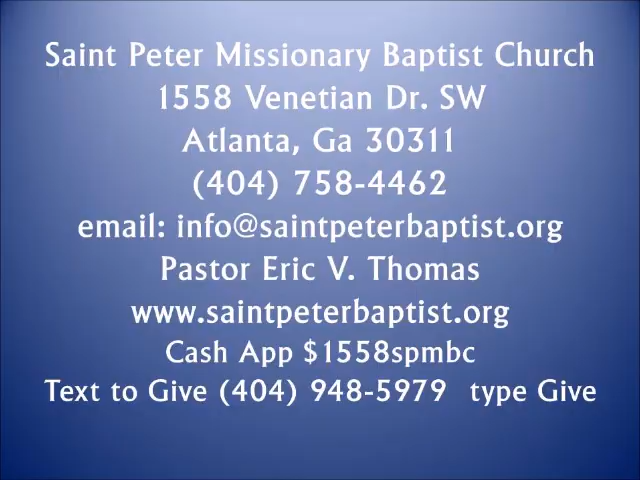 Saint Peter Missionary Baptist Church
1558 Venetian Dr. SW
Atlanta, Ga 30311
(404) 758-4462
email: info@saintpeterbaptist.org
Pastor Eric V. Thomas
www.saintpeterbaptist.org
Cash App $1558spmbc
Text to Give (404) 948-5979 type Give